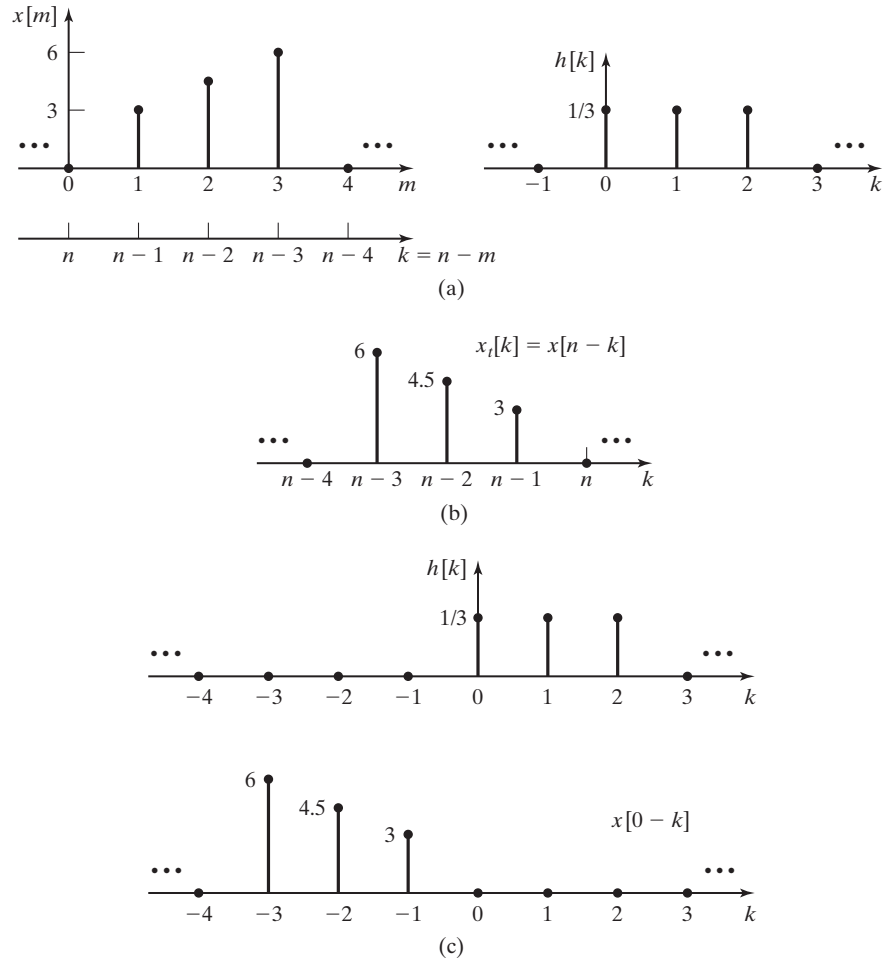 x[m]
6
3
0 1 2 3 4 m
n n − 1 n − 2 n − 3 n − 4 k = n − m
h[k]
1/3
−1 0 1 2 3 k
(a)
x_t[k] = x[n − k]
6
4.5
3
n − 4 n − 3 n − 2 n − 1 n k
(b)
h[k]
1/3
−4 −3 −2 −1 0 1 2 3 k
6
4.5
3
x[0 − k]
−4 −3 −2 −1 0 1 2 3 k
(c)